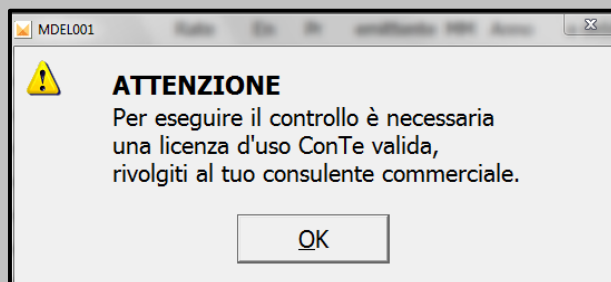 MDEL001
ATTENZIONE
Per eseguire il controllo è necessaria
una licenza d'uso ConTe valida,
rivolgiti al tuo consulente commerciale.
OK